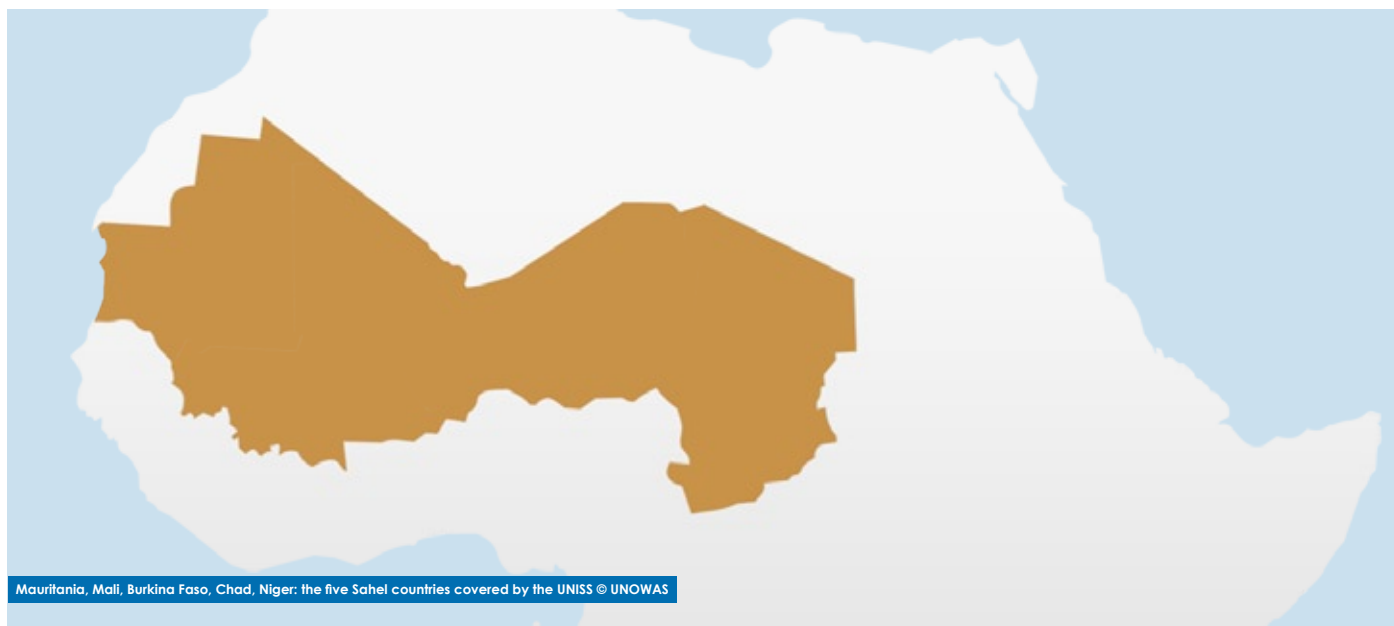 Mauritania, Mali, Burkina Faso, Chad, Niger: the five Sahel countries covered by the UNISS © UNOWAS